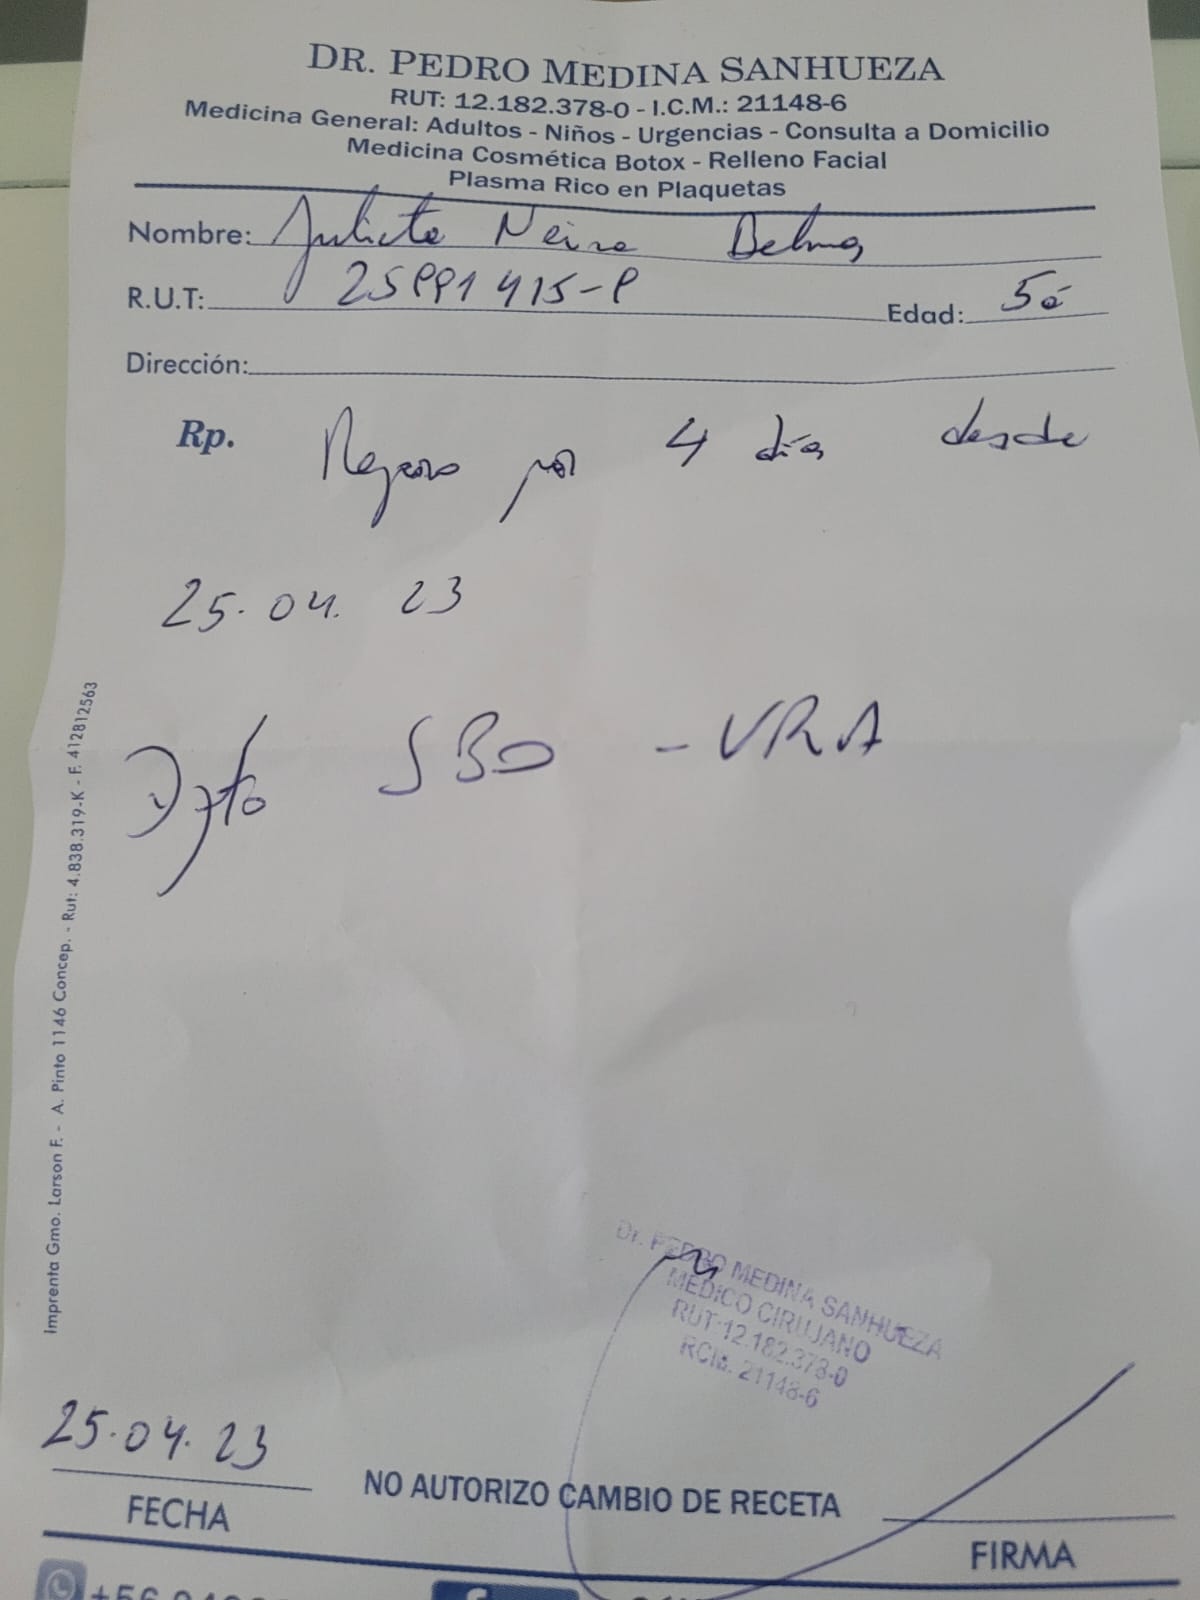 DR. PEDRO MEDINA SANHUEZA
RUT: 12.182.378-0 - I.C.M.: 21148-6
Medicina General: Adultos - Niños - Urgencias - Consulta a Domicilio
Medicina Cosmética Botox - Relleno Facial
Plasma Rico en Plaquetas
Nombre: Julieta Neira
R.U.T.:
Edad: 5a
Dirección:
Rp. Reposo por 4 días desde
25.04.23
Dgto SBO - VRA
Imprenta Gmo. Larson F. - A. Pinto 1146 Concep. - Rut: 4.838.319-K - F. 412812563
Dr. PEDRO MEDINA SANHUEZA
MEDICO CIRUJANO
RUT: 12.182.378-0
RCM. 21148-6
25.04.23
FECHA
NO AUTORIZO CAMBIO DE RECETA
FIRMA